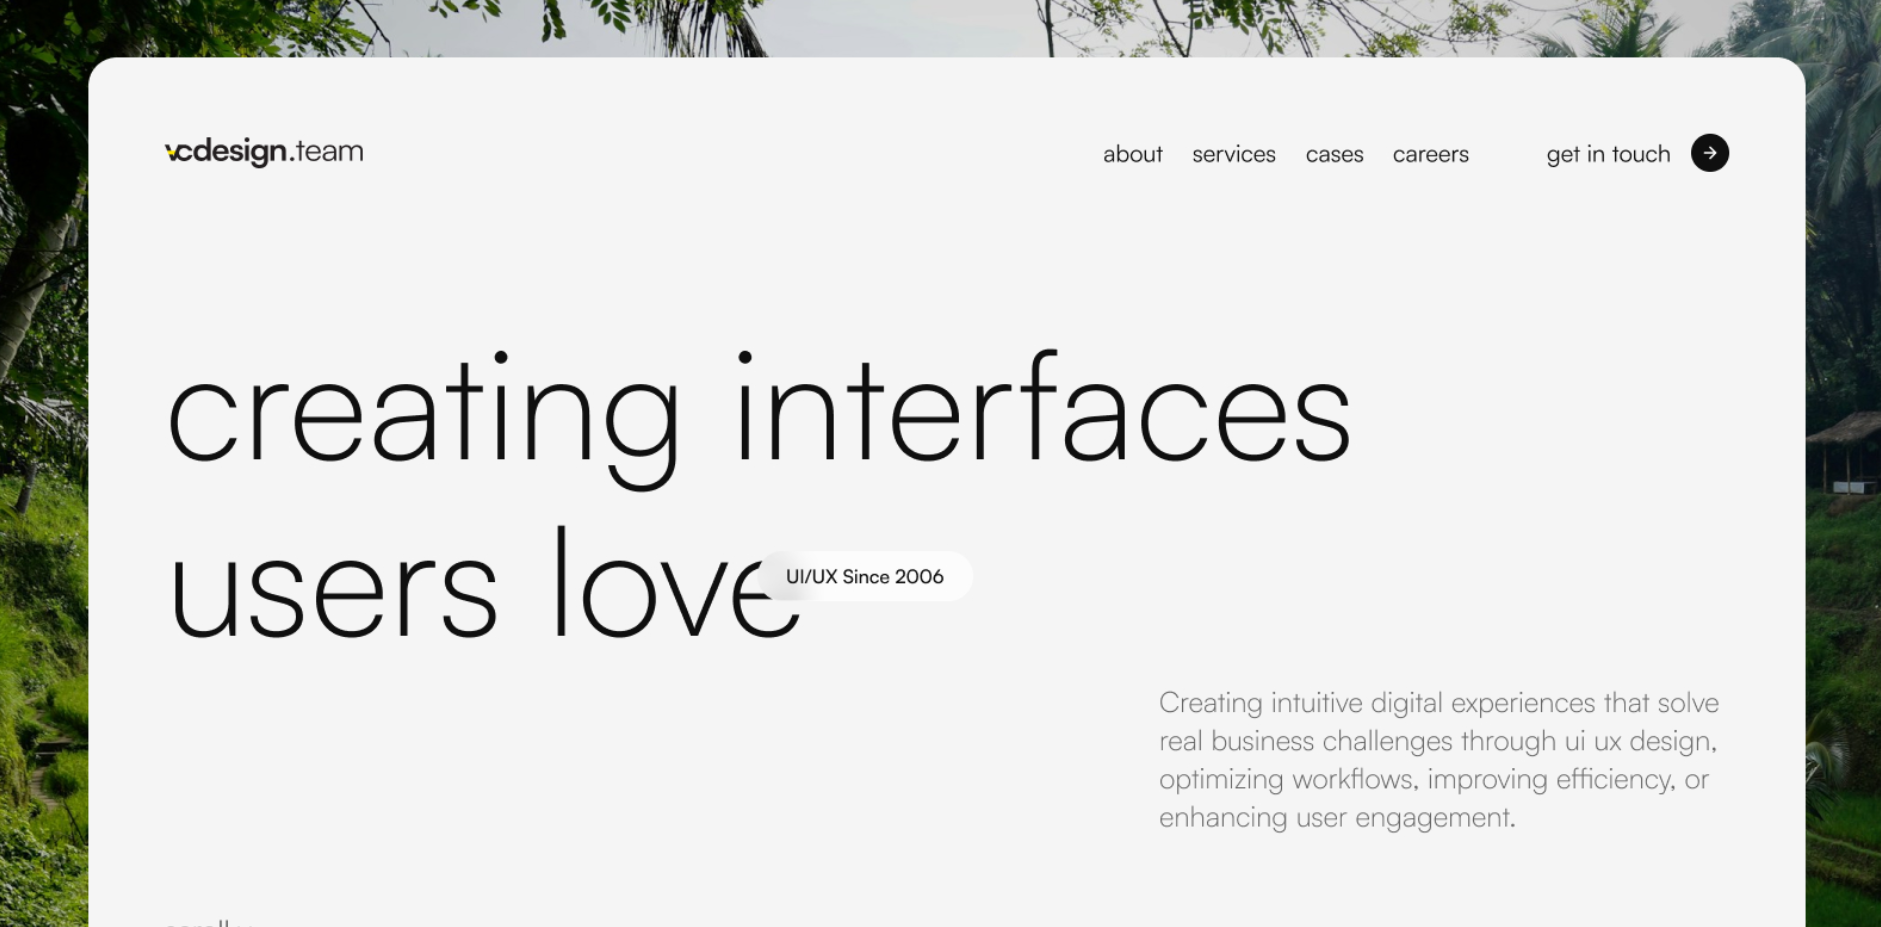 vcdesign.team
about services cases careers get in touch
creating interfaces
users love
UI/UX Since 2006
Creating intuitive digital experiences that solve
real business challenges through ui ux design,
optimizing workflows, improving efficiency, or
enhancing user engagement.